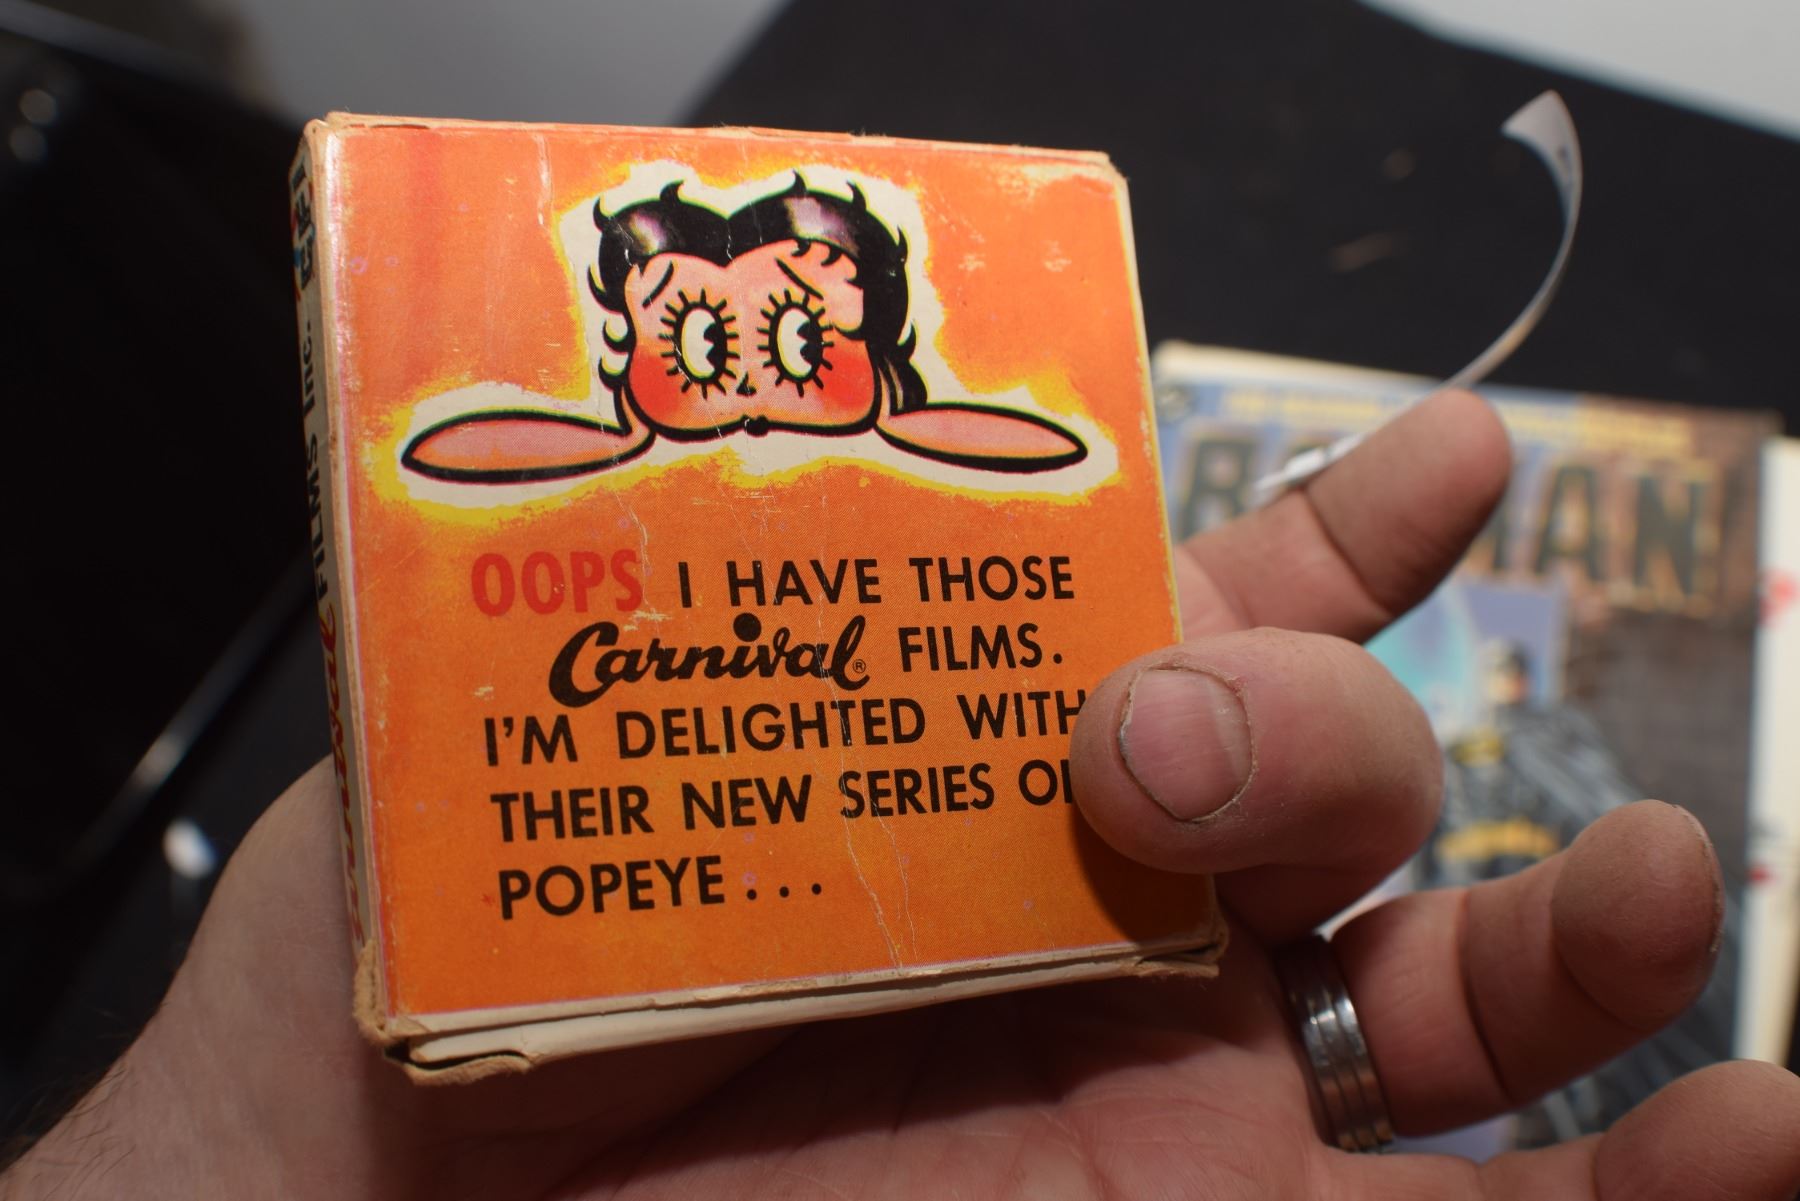 OOPS I HAVE THOSE
Carnival® FILMS.
I'M DELIGHTED WITH
THEIR NEW SERIES
POPEYE...
FILMS Inc.